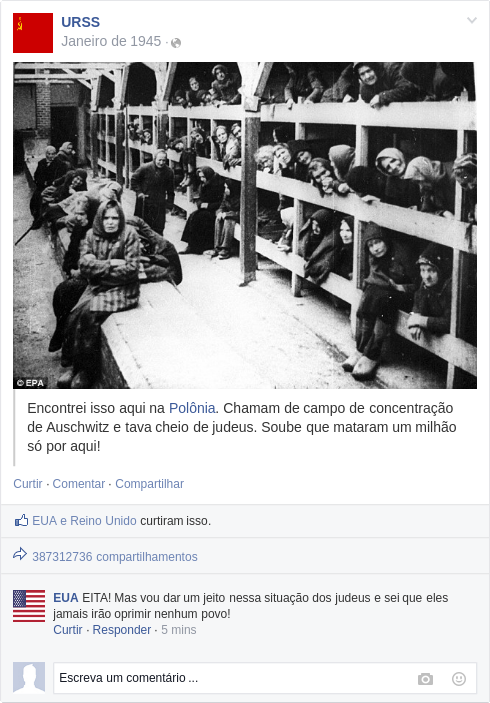 URSS
Janeiro de 1945 ·
© EPA
Encontrei isso aqui na Polônia. Chamam de campo de concentração
de Auschwitz e tava cheio de judeus. Soube que mataram um milhão
só por aqui!
Curtir · Comentar · Compartilhar
EUA e Reino Unido curtiram isso.
387312736 compartilhamentos
EUA EITA! Mas vou dar um jeito nessa situação dos judeus e sei que eles
jamais irão oprimir nenhum povo!
Curtir · Responder · 5 mins
Escreva um comentário ...